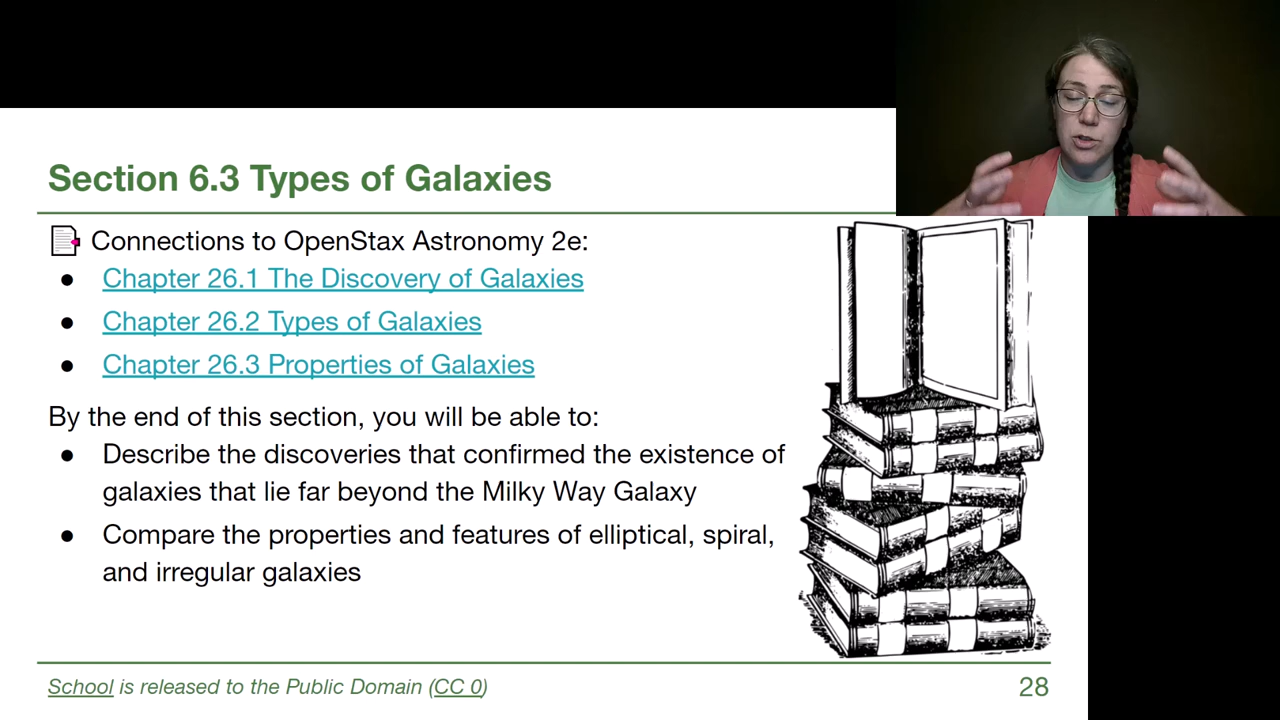 Section 6.3 Types of Galaxies
Connections to OpenStax Astronomy 2e:
● Chapter 26.1 The Discovery of Galaxies
● Chapter 26.2 Types of Galaxies
● Chapter 26.3 Properties of Galaxies
By the end of this section, you will be able to:
● Describe the discoveries that confirmed the existence of
galaxies that lie far beyond the Milky Way Galaxy
● Compare the properties and features of elliptical, spiral,
and irregular galaxies
School is released to the Public Domain (CC 0)
28